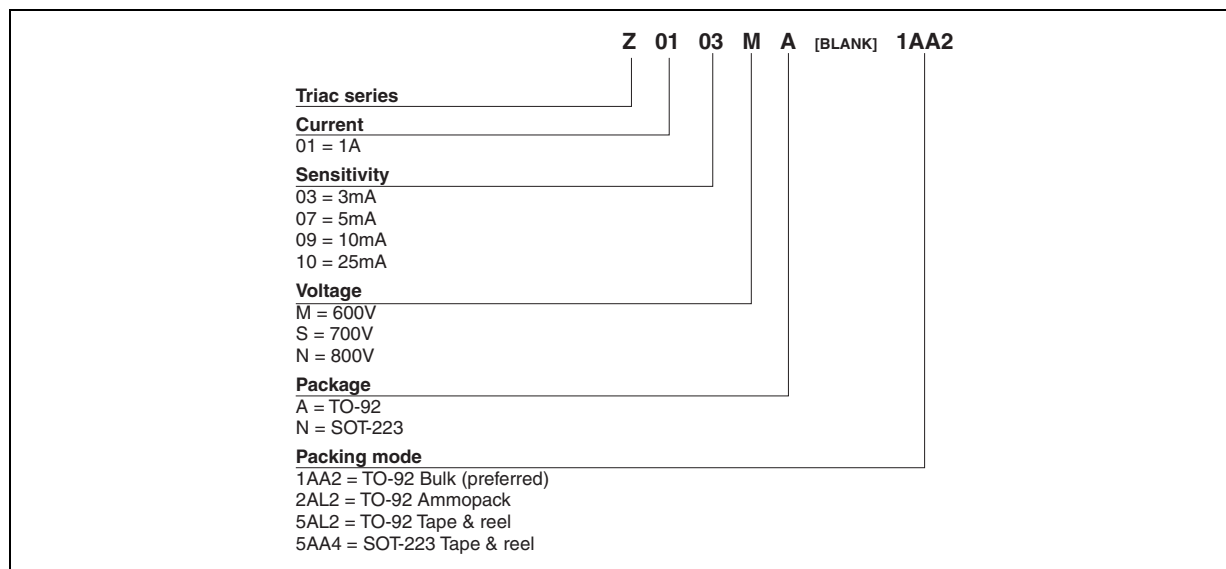 Z 01 03 M A [BLANK] 1AA2
Triac series
Current
01 = 1A
Sensitivity
03 = 3mA
07 = 5mA
09 = 10mA
10 = 25mA
Voltage
M = 600V
S = 700V
N = 800V
Package
A = TO-92
N = SOT-223
Packing mode
1AA2 = TO-92 Bulk (preferred)
2AL2 = TO-92 Ammopack
5AL2 = TO-92 Tape & reel
5AA4 = SOT-223 Tape & reel